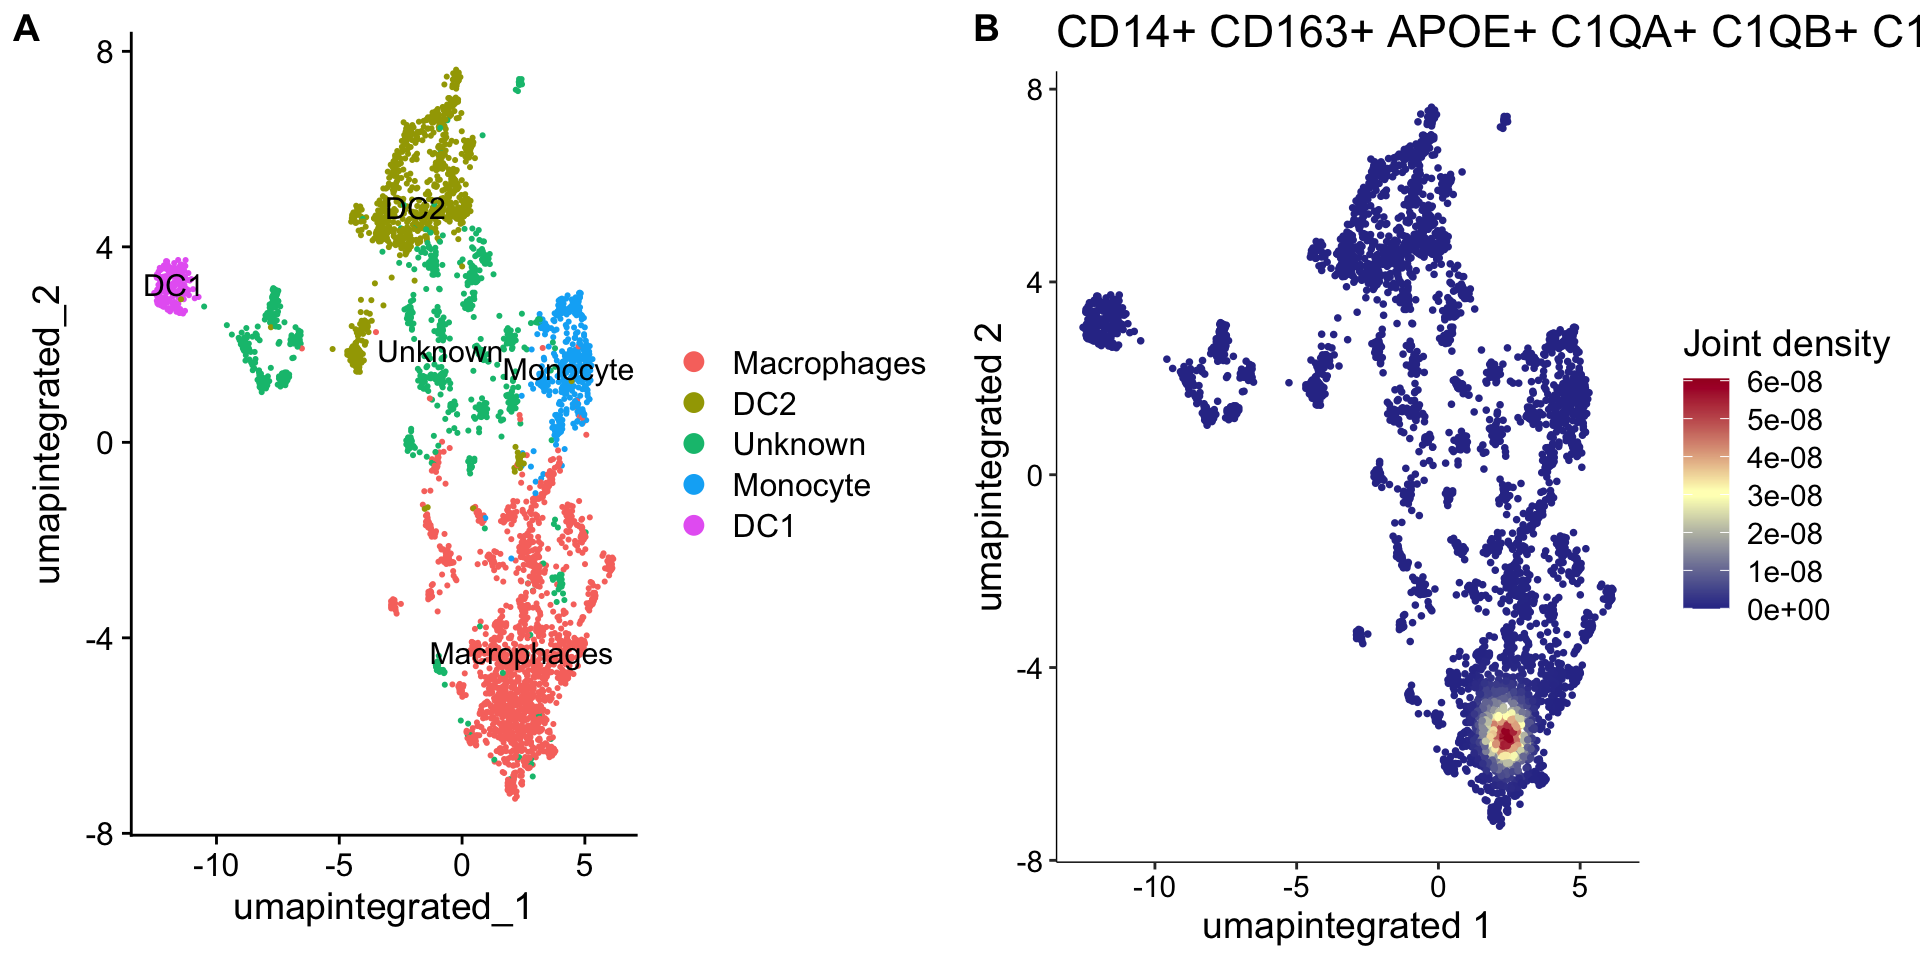 A
8
4
0
-4
-8
-10
-5
0
5
umapintegrated_1
umapintegrated_2
DC2
DC1
Unknown
Monocyte
Macrophages
Macrophages
DC2
Unknown
Monocyte
DC1
B
CD14+ CD163+ APOE+ C1QA+ C1QB+ C1
8
4
0
-4
-8
-10
-5
0
5
umapintegrated 1
umapintegrated 2
Joint density
6e-08
5e-08
4e-08
3e-08
2e-08
1e-08
0e+00